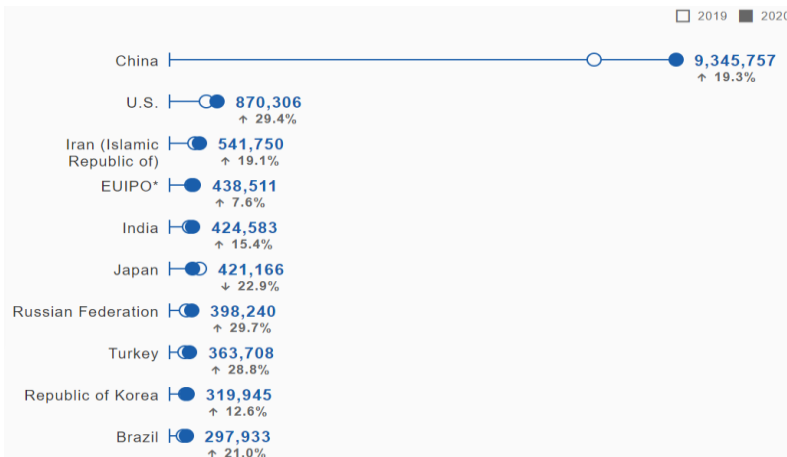 2019 2020
China 9,345,757
↑ 19.3%
U.S. 870,306
↑ 29.4%
Iran (Islamic 541,750
Republic of) ↑ 19.1%
EUIPO* 438,511
↑ 7.6%
India 424,583
↑ 15.4%
Japan 421,166
↓ 22.9%
Russian Federation 398,240
↑ 29.7%
Turkey 363,708
↑ 28.8%
Republic of Korea 319,945
↑ 12.6%
Brazil 297,933
↑ 21.0%